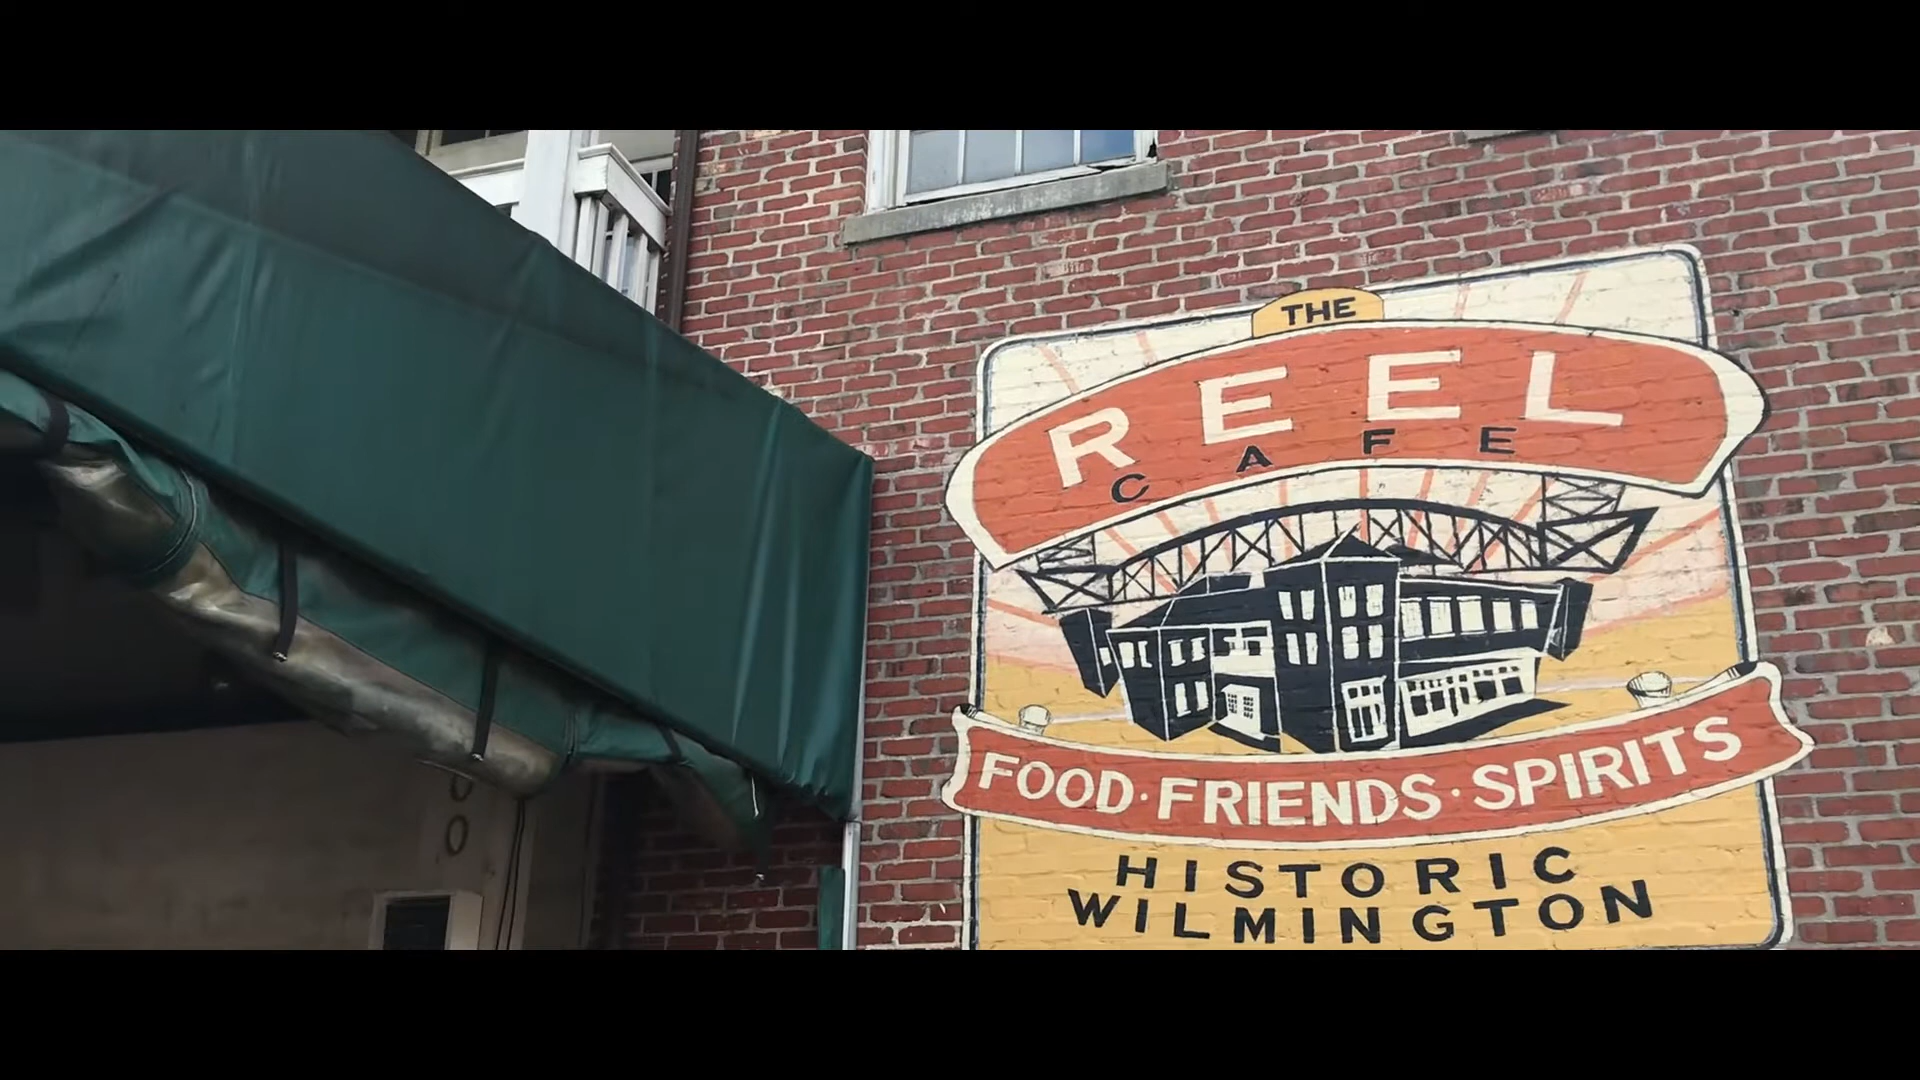 THE
REEL
CAFE
FOOD·FRIENDS·SPIRITS
HISTORIC
WILMINGTON